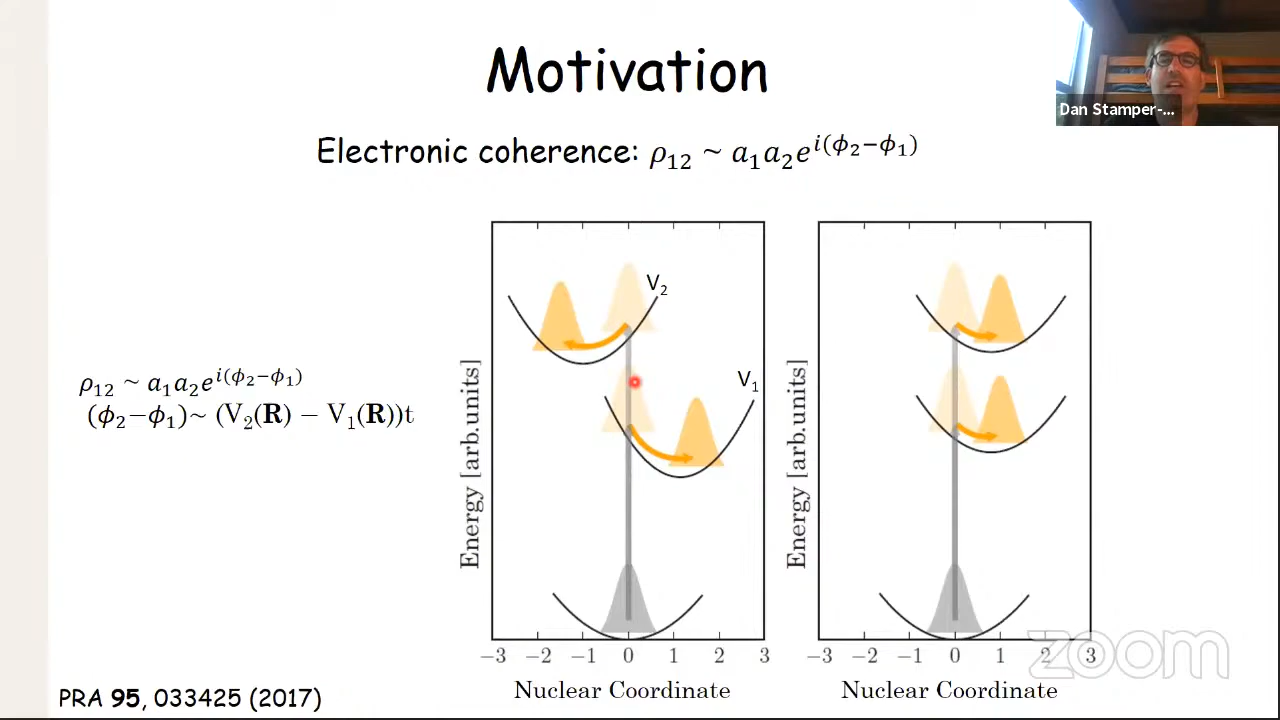 Motivation
Dan Stamper-...
Electronic coherence: ρ₁₂ ~ a₁a₂e^{i(ϕ₂−ϕ₁)}
ρ₁₂ ~ a₁a₂e^{i(ϕ₂−ϕ₁)}
(ϕ₂−ϕ₁)~ (V₂(R) − V₁(R))t
V₂
V₁
Energy [arb.units]
−3 −2 −1 0 1 2 3
Nuclear Coordinate
Energy [arb.units]
−3 −2 −1 0 1 2 3
Nuclear Coordinate
zoom
PRA 95, 033425 (2017)